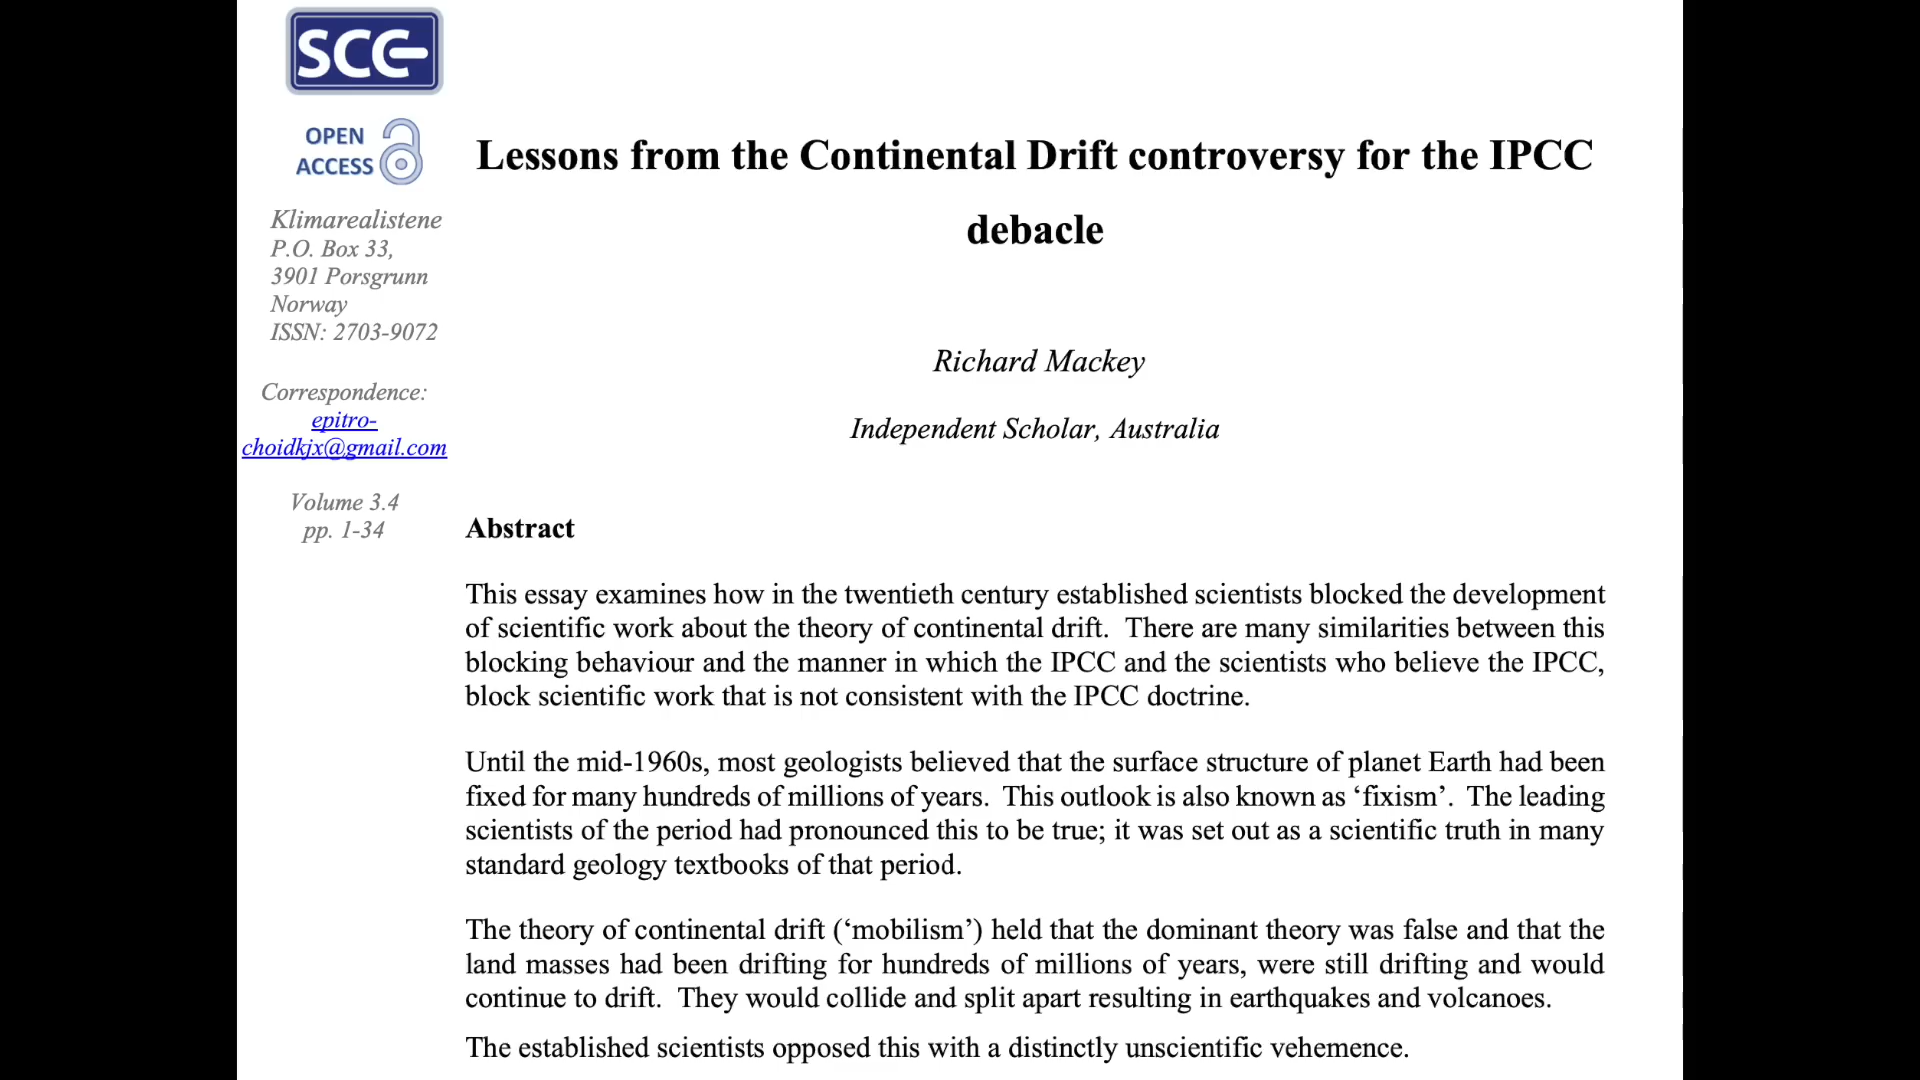 SCC
OPEN
ACCESS
Klimarealistene
P.O. Box 33,
3901 Porsgrunn
Norway
ISSN: 2703-9072
Correspondence:
epitro-
choidkjx@gmail.com
Volume 3.4
pp. 1-34
Lessons from the Continental Drift controversy for the IPCC
debacle
Richard Mackey
Independent Scholar, Australia
Abstract
This essay examines how in the twentieth century established scientists blocked the development
of scientific work about the theory of continental drift.  There are many similarities between this
blocking behaviour and the manner in which the IPCC and the scientists who believe the IPCC,
block scientific work that is not consistent with the IPCC doctrine.
Until the mid-1960s, most geologists believed that the surface structure of planet Earth had been
fixed for many hundreds of millions of years.  This outlook is also known as ‘fixism’.  The leading
scientists of the period had pronounced this to be true; it was set out as a scientific truth in many
standard geology textbooks of that period.
The theory of continental drift (‘mobilism’) held that the dominant theory was false and that the
land masses had been drifting for hundreds of millions of years, were still drifting and would
continue to drift.  They would collide and split apart resulting in earthquakes and volcanoes.
The established scientists opposed this with a distinctly unscientific vehemence.